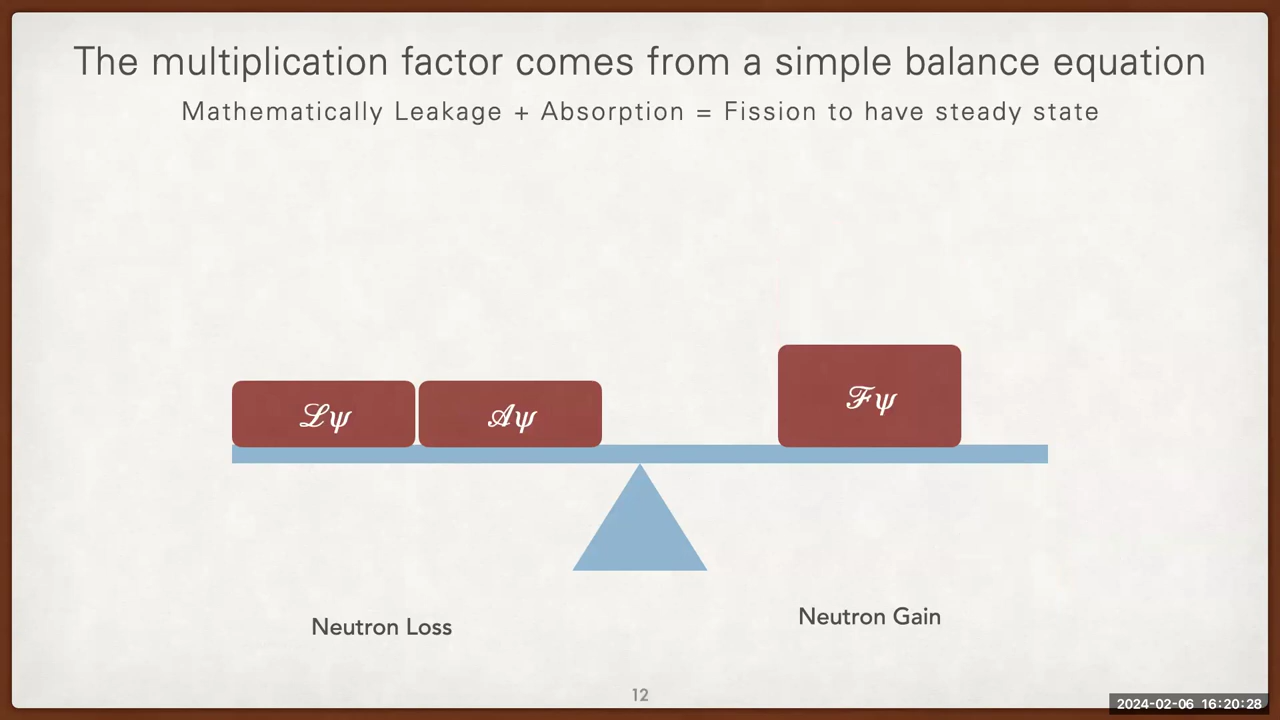 The multiplication factor comes from a simple balance equation
Mathematically Leakage + Absorption = Fission to have steady state
ℒψ
𝒜ψ
ℱψ
Neutron Loss
Neutron Gain
12
2024-02-06 16:20:28